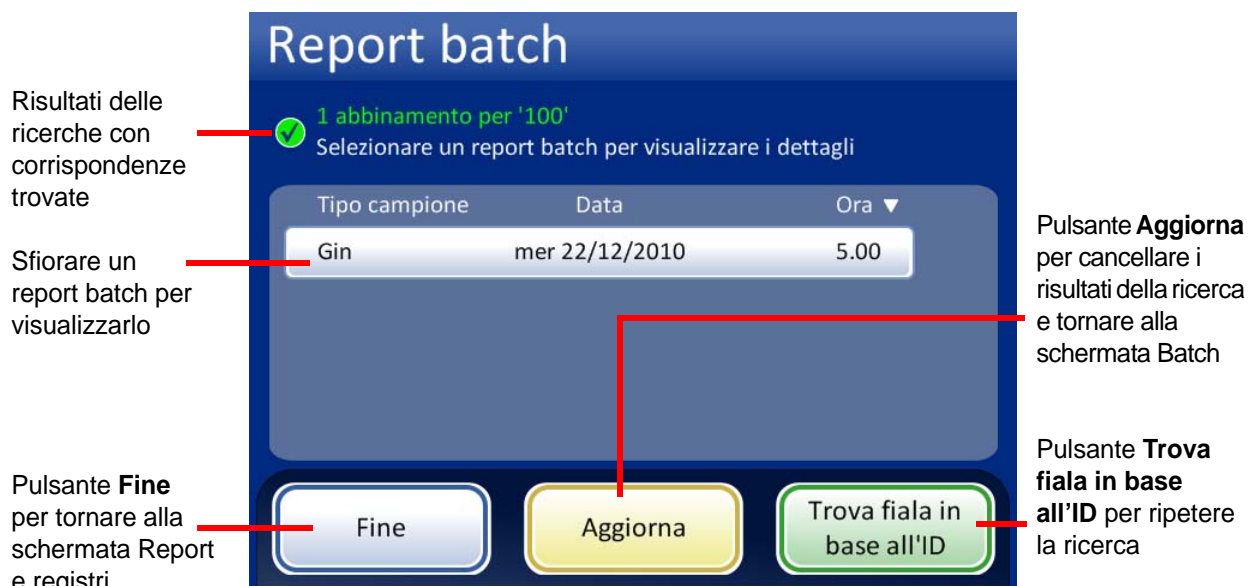 Report batch
Risultati delle
ricerche con
corrispondenze
trovate
1 abbinamento per '100'
Selezionare un report batch per visualizzare i dettagli
Tipo campione Data Ora ▼
Gin mer 22/12/2010 5.00
Sfiorare un
report batch per
visualizzarlo
Pulsante Aggiorna
per cancellare i
risultati della ricerca
e tornare alla
schermata Batch
Pulsante Fine
per tornare alla
schermata Report
e registri
Fine
Aggiorna
Trova fiala in
base all'ID
Pulsante Trova
fiala in base
all’ID per ripetere
la ricerca